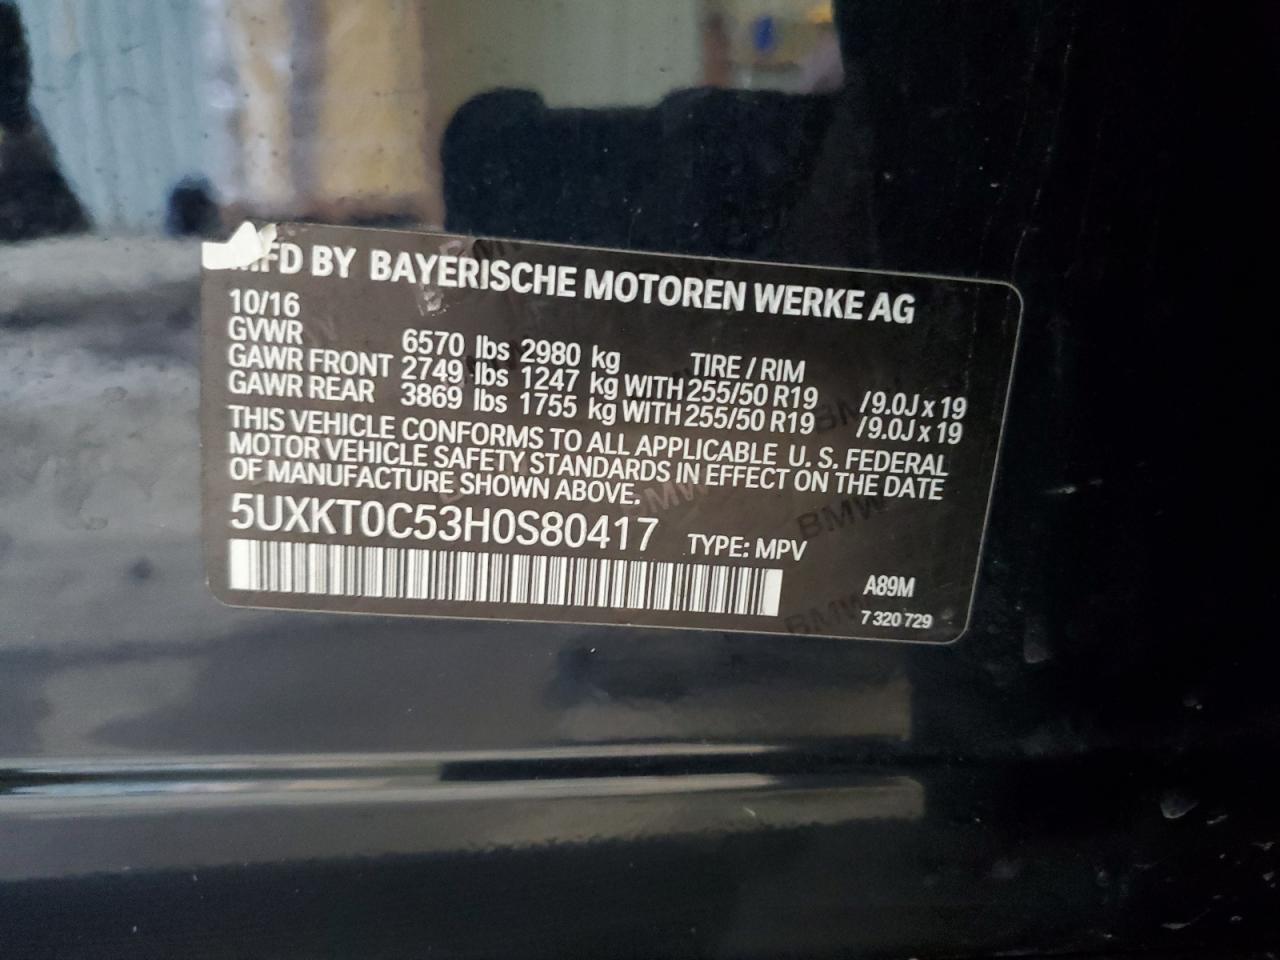 MFD BY BAYERISCHE MOTOREN WERKE AG
10/16
GVWR 6570 lbs 2980 kg TIRE / RIM
GAWR FRONT 2749 lbs 1247 kg WITH 255/50 R19 /9.0J x 19
GAWR REAR 3869 lbs 1755 kg WITH 255/50 R19 /9.0J x 19
THIS VEHICLE CONFORMS TO ALL APPLICABLE U. S. FEDERAL
MOTOR VEHICLE SAFETY STANDARDS IN EFFECT ON THE DATE
OF MANUFACTURE SHOWN ABOVE.
5UXKT0C53H0S80417 TYPE: MPV
A89M
7 320 729